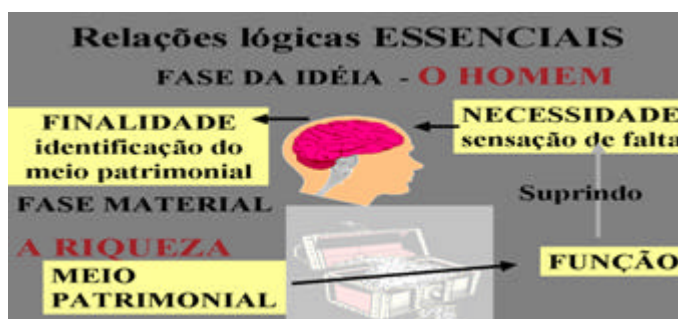 Relações lógicas ESSENCIAIS
FASE DA IDÉIA - O HOMEM
FINALIDADE
identificação do
meio patrimonial
NECESSIDADE
sensação de falta
FASE MATERIAL
Suprindo
A RIQUEZA
MEIO
PATRIMONIAL
FUNÇÃO